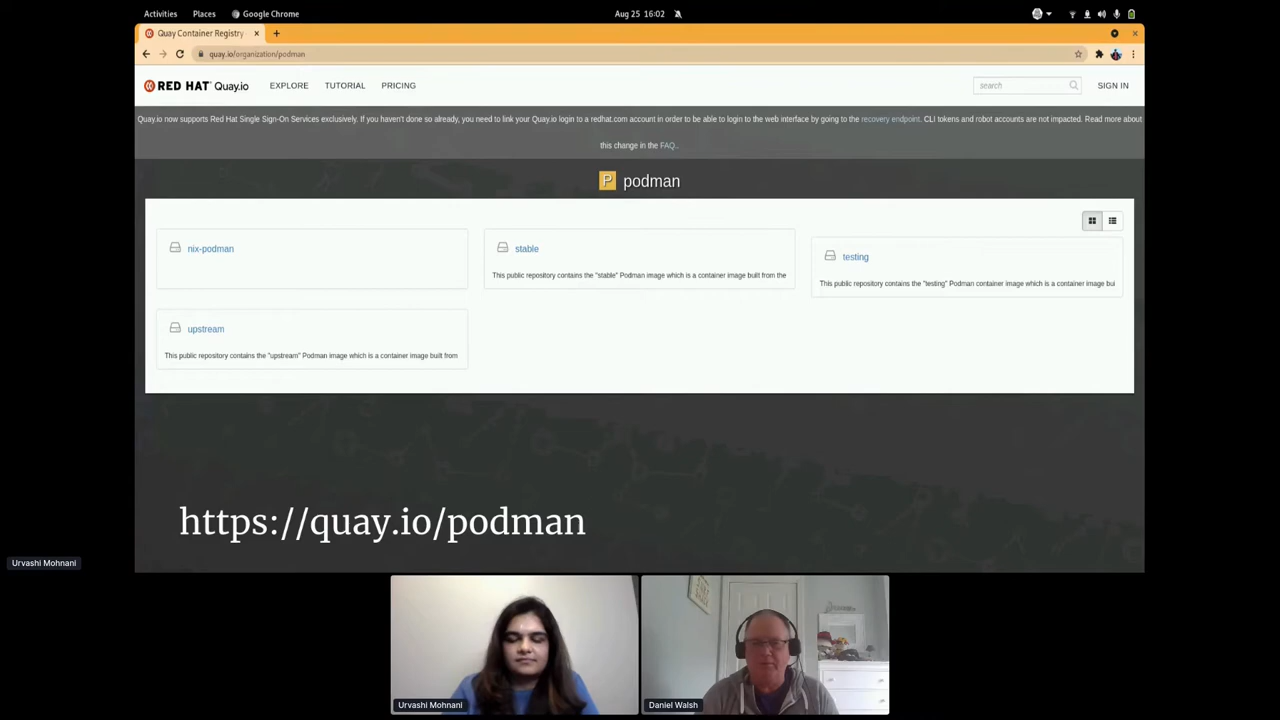 Activities Places Google Chrome Aug 25 16:02
Quay Container Registry
quay.io/organization/podman
RED HAT Quay.io EXPLORE TUTORIAL PRICING search SIGN IN
Quay.io now supports Red Hat Single Sign-On Services exclusively. If you haven't done so already, you need to link your Quay.io login to a redhat.com account in order to be able to login to the web interface by going to the recovery endpoint. CLI tokens and robot accounts are not impacted. Read more about
this change in the FAQ..
P podman
nix-podman
stable
This public repository contains the "stable" Podman image which is a container image built from the
testing
This public repository contains the "testing" Podman container image which is a container image bui
upstream
This public repository contains the "upstream" Podman image which is a container image built from
https://quay.io/podman
Urvashi Mohnani
Urvashi Mohnani
Daniel Walsh